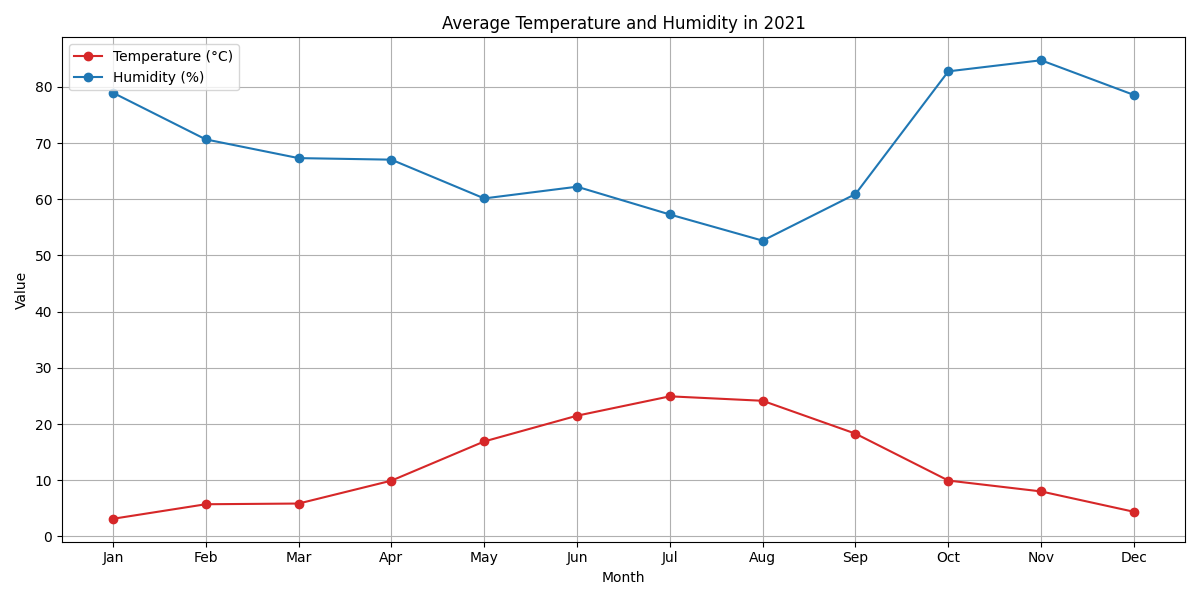 Average Temperature and Humidity in 2021
Temperature (°C)
Humidity (%)
80
70
60
50
40
30
20
10
0
Value
Jan Feb Mar Apr May Jun Jul Aug Sep Oct Nov Dec
Month